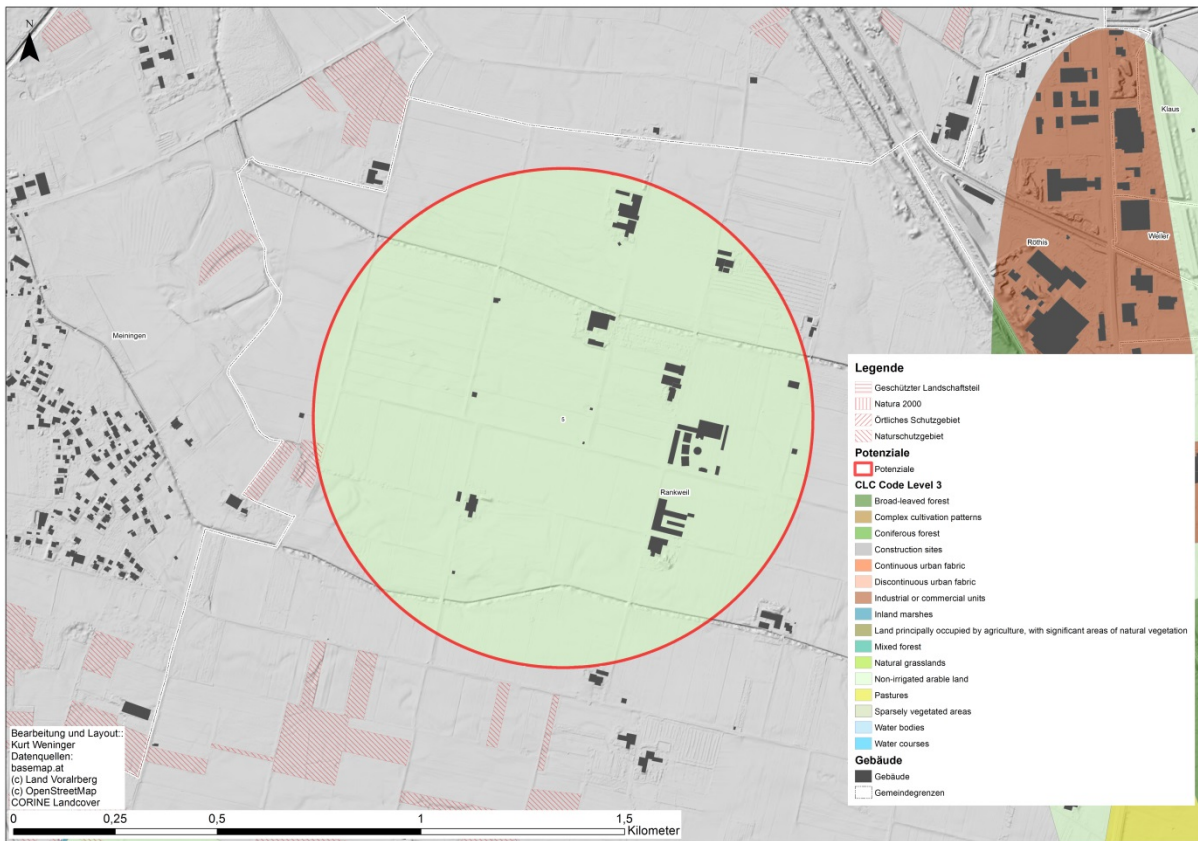 N
Klaus
Weiler
Röthis
Meiningen
5
Rankweil
Legende
Geschützter Landschaftsteil
Natura 2000
Örtliches Schutzgebiet
Naturschutzgebiet
Potenziale
Potenziale
CLC Code Level 3
Broad-leaved forest
Complex cultivation patterns
Coniferous forest
Construction sites
Continuous urban fabric
Discontinuous urban fabric
Industrial or commercial units
Inland marshes
Land principally occupied by agriculture, with significant areas of natural vegetation
Mixed forest
Natural grasslands
Non-irrigated arable land
Pastures
Sparsely vegetated areas
Water bodies
Water courses
Gebäude
Gebäude
Gemeindegrenzen
Bearbeitung und Layout::
Kurt Weninger
Datenquellen:
basemap.at
(c) Land Voralrberg
(c) OpenStreetMap
CORINE Landcover
0 0,25 0,5 1 1,5
Kilometer